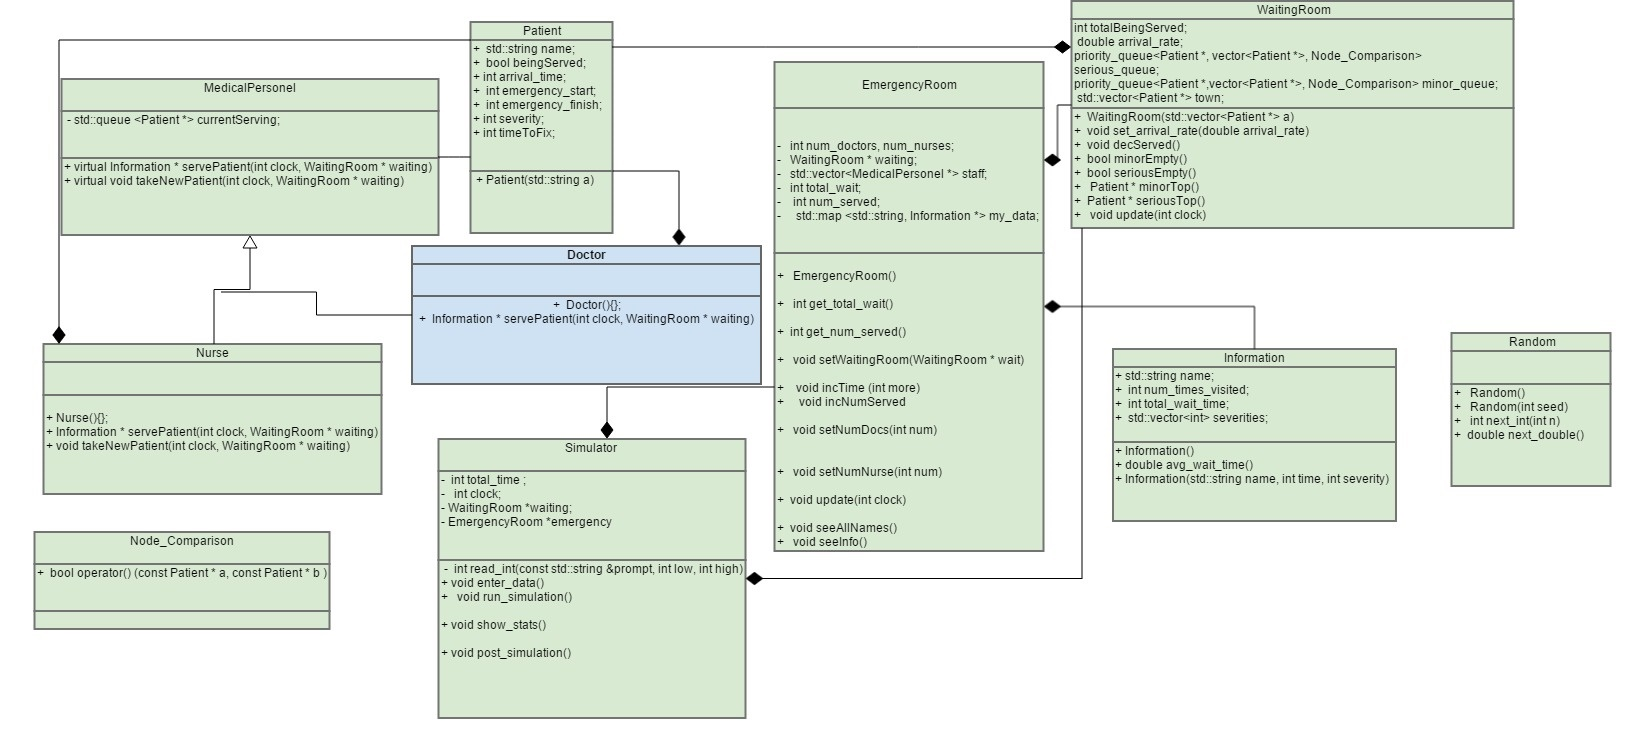 Patient
+ std::string name;
+ bool beingServed;
+ int arrival_time;
+ int emergency_start;
+ int emergency_finish;
+ int severity;
+ int timeToFix;
+ Patient(std::string a)
WaitingRoom
int totalBeingServed;
double arrival_rate;
priority_queue<Patient *, vector<Patient *>, Node_Comparison>
serious_queue;
priority_queue<Patient *,vector<Patient *>, Node_Comparison> minor_queue;
std::vector<Patient *> town;
+ WaitingRoom(std::vector<Patient *> a)
+ void set_arrival_rate(double arrival_rate)
+ void decServed()
+ bool minorEmpty()
+ bool seriousEmpty()
+ Patient * minorTop()
+ Patient * seriousTop()
+ void update(int clock)
MedicalPersonel
- std::queue <Patient *> currentServing;
+ virtual Information * servePatient(int clock, WaitingRoom * waiting)
+ virtual void takeNewPatient(int clock, WaitingRoom * waiting)
EmergencyRoom
- int num_doctors, num_nurses;
- WaitingRoom * waiting;
- std::vector<MedicalPersonel *> staff;
- int total_wait;
- int num_served;
- std::map <std::string, Information *> my_data;
+ EmergencyRoom()
+ int get_total_wait()
+ int get_num_served()
+ void setWaitingRoom(WaitingRoom * wait)
+ void incTime (int more)
+ void incNumServed
+ void setNumDocs(int num)
+ void setNumNurse(int num)
+ void update(int clock)
+ void seeAllNames()
+ void seeInfo()
Doctor
+ Doctor(){};
+ Information * servePatient(int clock, WaitingRoom * waiting)
Nurse
+ Nurse(){};
+ Information * servePatient(int clock, WaitingRoom * waiting)
+ void takeNewPatient(int clock, WaitingRoom * waiting)
Information
+ std::string name;
+ int num_times_visited;
+ int total_wait_time;
+ std::vector<int> severities;
+ Information()
+ double avg_wait_time()
+ Information(std::string name, int time, int severity)
Random
+ Random()
+ Random(int seed)
+ int next_int(int n)
+ double next_double()
Simulator
- int total_time ;
- int clock;
- WaitingRoom *waiting;
- EmergencyRoom *emergency
- int read_int(const std::string &prompt, int low, int high)
+ void enter_data()
+ void run_simulation()
+ void show_stats()
+ void post_simulation()
Node_Comparison
+ bool operator() (const Patient * a, const Patient * b )